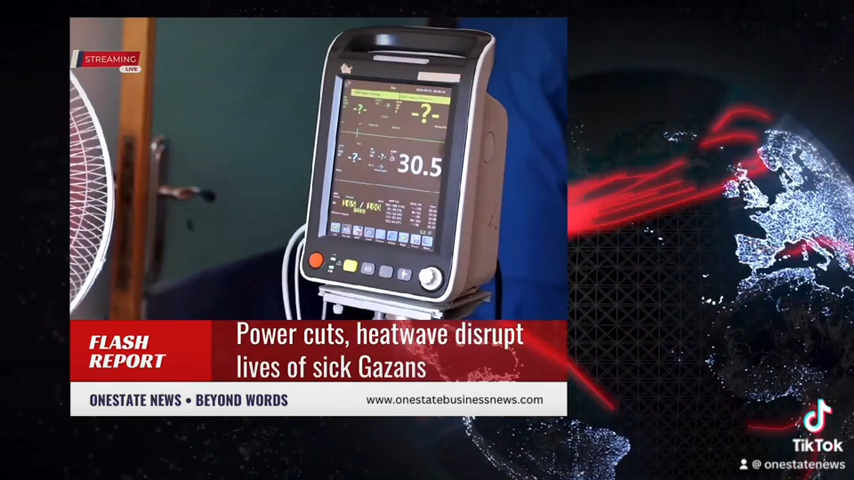 STREAMING
LIVE
-?-
-?-
-?-
-?-
30.5
FLASH
REPORT
Power cuts, heatwave disrupt
lives of sick Gazans
ONESTATE NEWS • BEYOND WORDS
www.onestatebusinessnews.com
TikTok
@ onestatenews